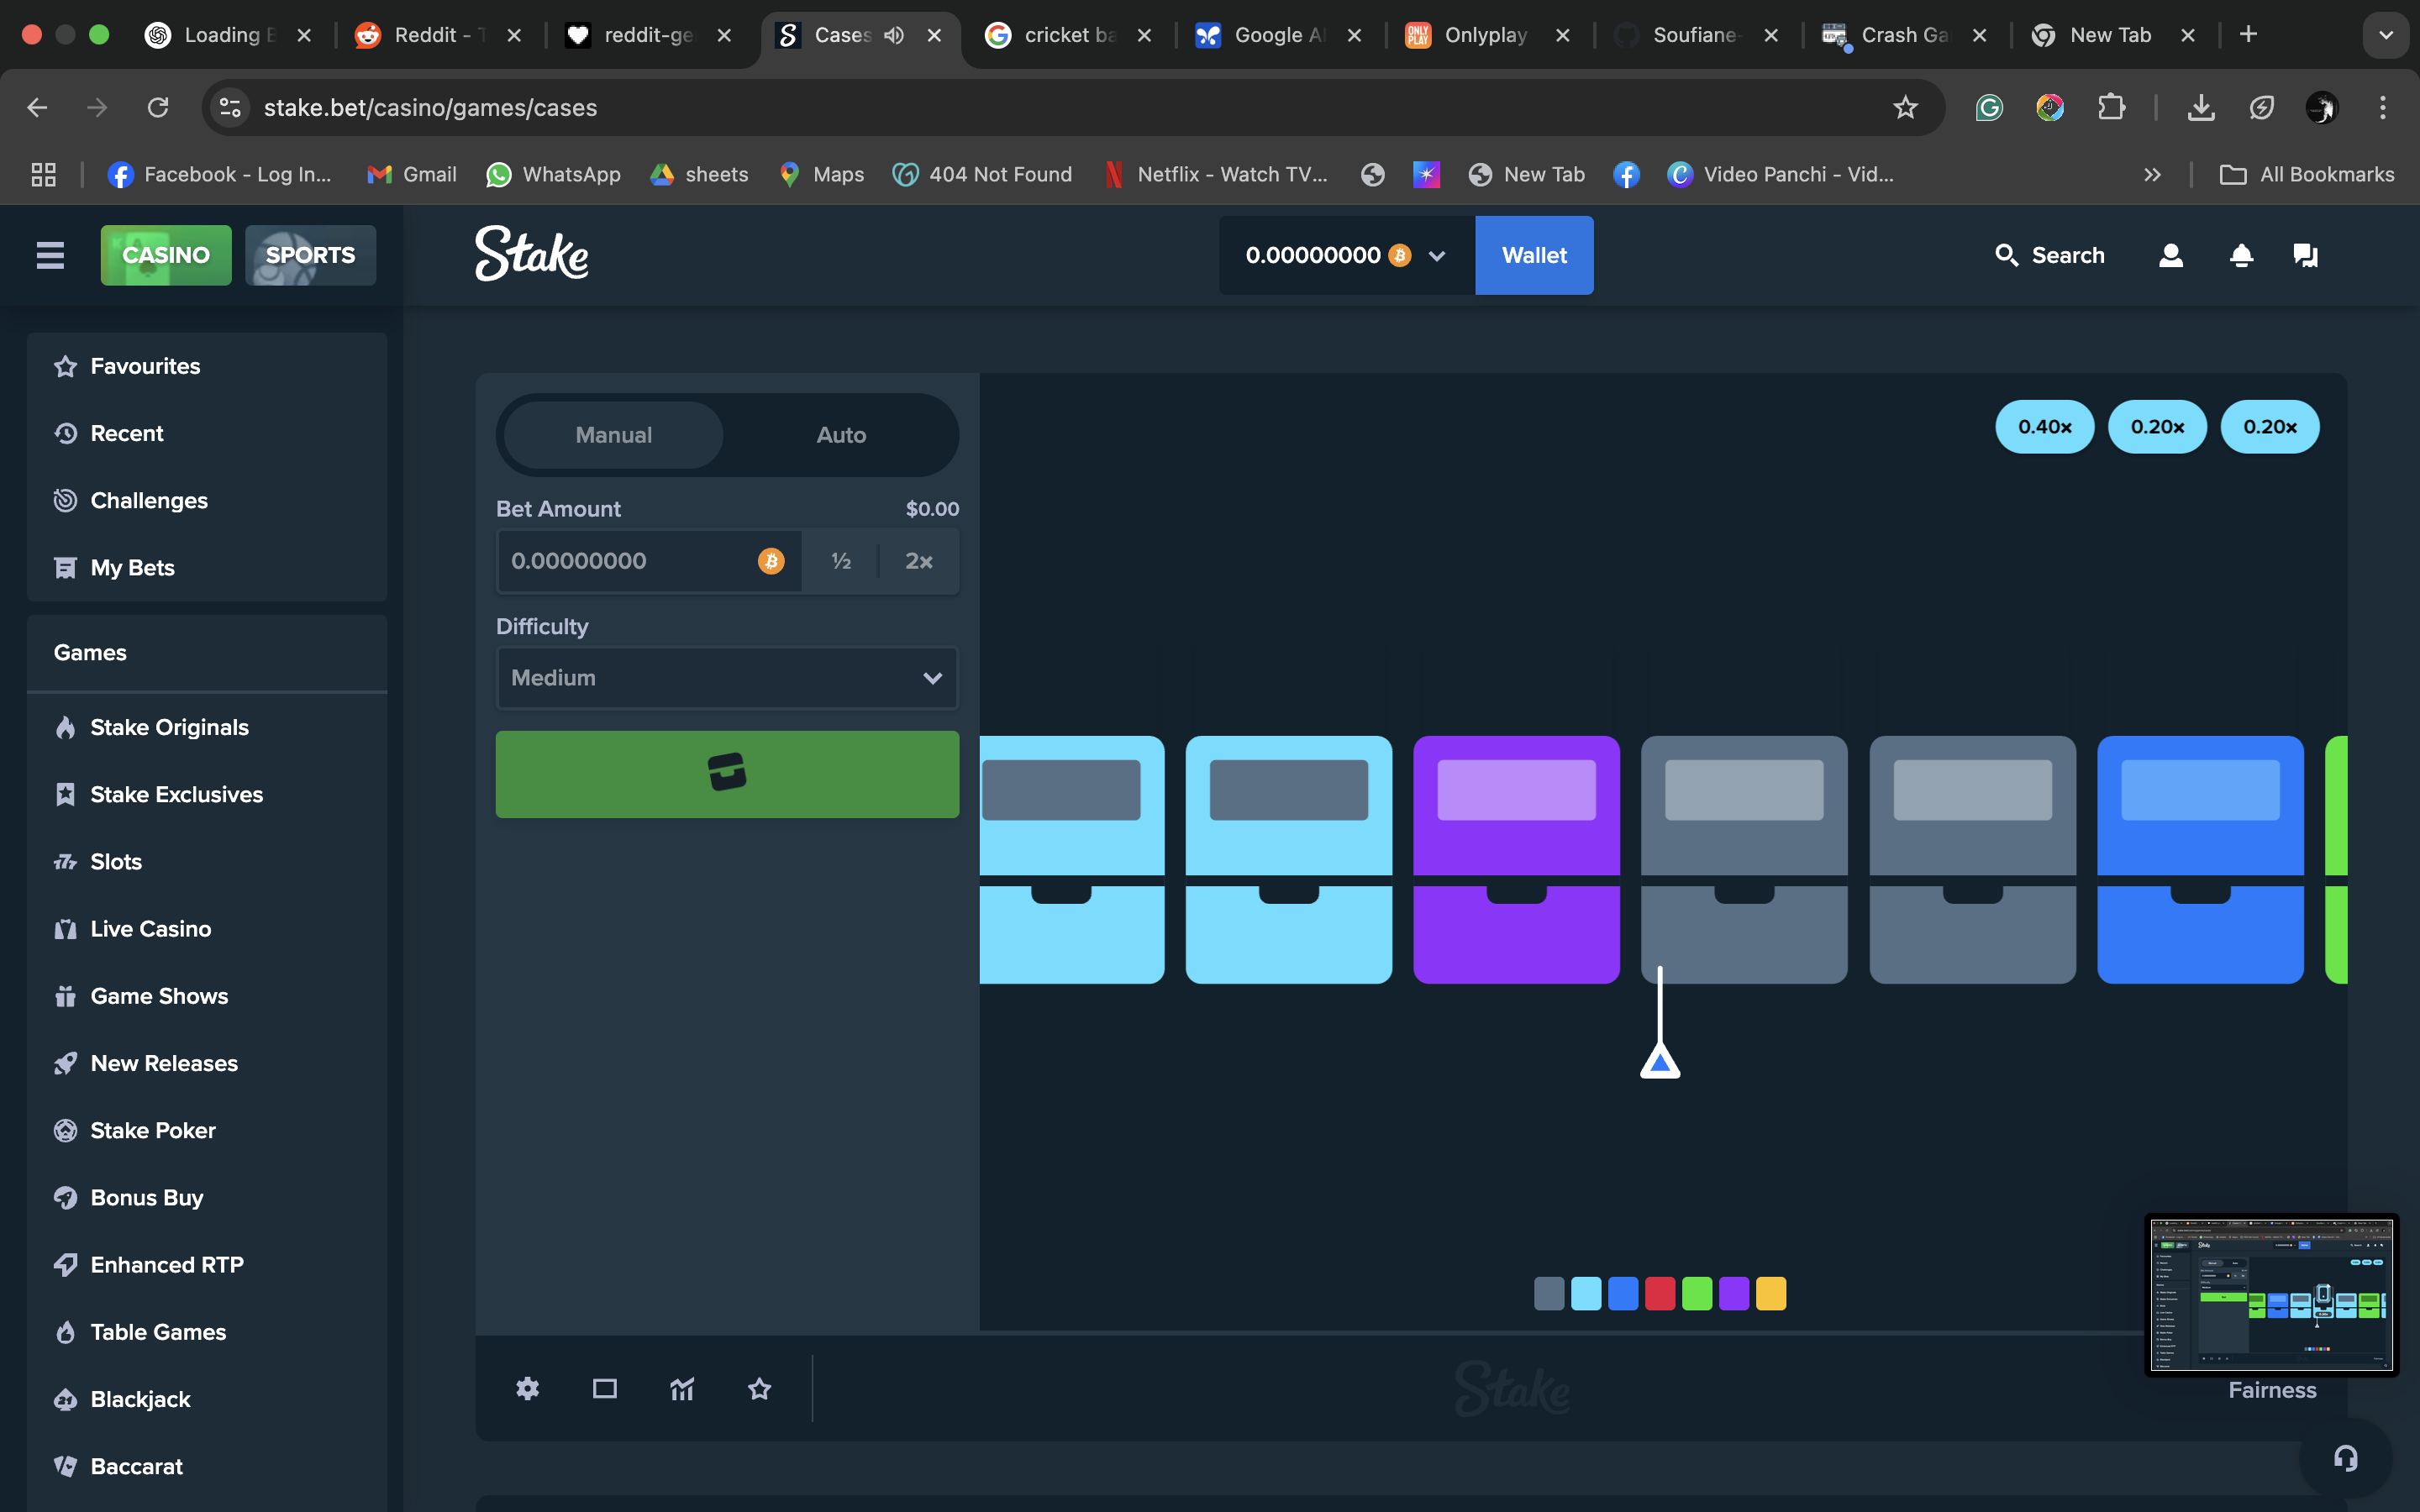 Loading
Reddit - T
reddit-ge
Cases
cricket ba
Google A
Onlyplay
Soufiane-
Crash Ga
New Tab
stake.bet/casino/games/cases
Facebook - Log In...
Gmail
WhatsApp
sheets
Maps
404 Not Found
Netflix - Watch TV...
New Tab
Video Panchi - Vid...
All Bookmarks
CASINO
SPORTS
Stake
0.00000000
Wallet
Search
Favourites
Recent
Challenges
My Bets
Games
Stake Originals
Stake Exclusives
Slots
Live Casino
Game Shows
New Releases
Stake Poker
Bonus Buy
Enhanced RTP
Table Games
Blackjack
Baccarat
Manual
Auto
Bet Amount
$0.00
0.00000000
½
2×
Difficulty
Medium
0.40×
0.20×
0.20×
Stake
Fairness